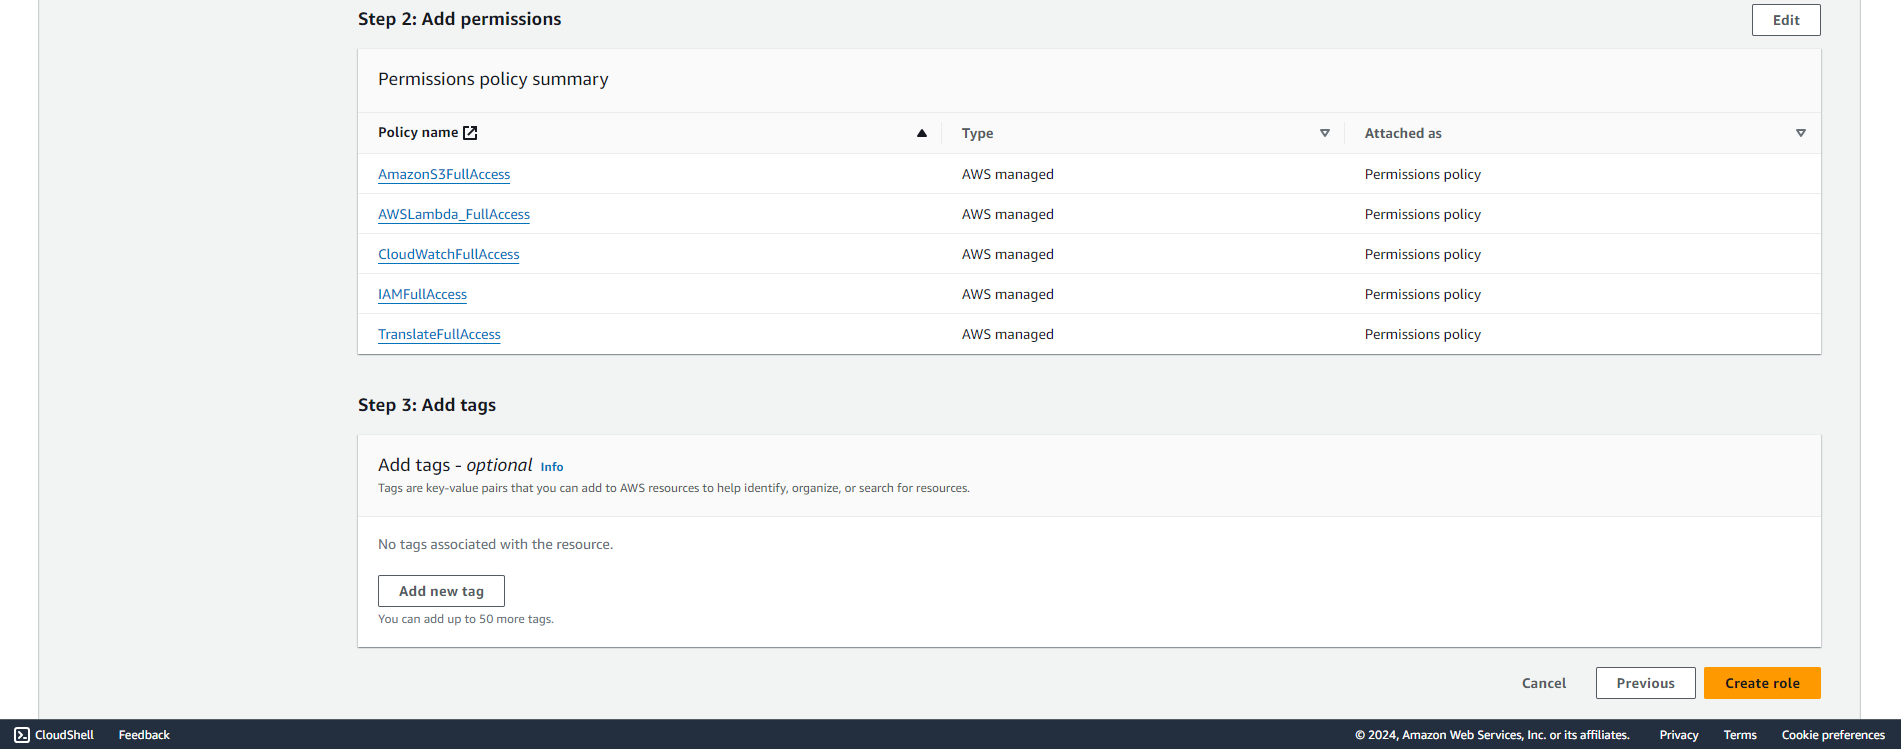 Step 2: Add permissions
Edit
Permissions policy summary
Policy name Type Attached as
AmazonS3FullAccess AWS managed Permissions policy
AWSLambda_FullAccess AWS managed Permissions policy
CloudWatchFullAccess AWS managed Permissions policy
IAMFullAccess AWS managed Permissions policy
TranslateFullAccess AWS managed Permissions policy
Step 3: Add tags
Add tags - optional Info
Tags are key-value pairs that you can add to AWS resources to help identify, organize, or search for resources.
No tags associated with the resource.
Add new tag
You can add up to 50 more tags.
Cancel Previous Create role
CloudShell Feedback © 2024, Amazon Web Services, Inc. or its affiliates. Privacy Terms Cookie preferences